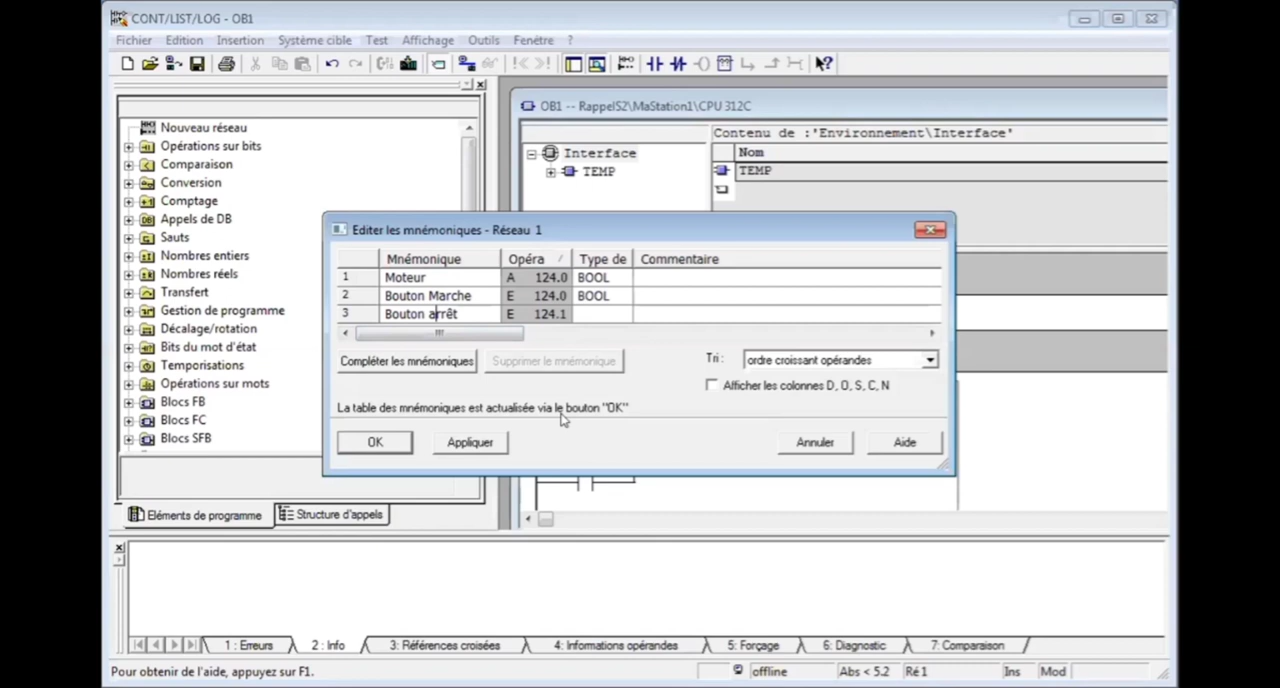 CONT/LIST/LOG - OB1
Fichier Edition Insertion Système cible Test Affichage Outils Fenêtre ?
OB1 -- RappelS2\MaStation1\CPU 312C
Contenu de :'Environnement\Interface'
Interface
Nom
TEMP
TEMP
Nouveau réseau
Opérations sur bits
Comparaison
Conversion
Comptage
Appels de DB
Sauts
Nombres entiers
Nombres réels
Transfert
Gestion de programme
Décalage/rotation
Bits du mot d'état
Temporisations
Opérations sur mots
Blocs FB
Blocs FC
Blocs SFB
Eléments de programme
Structure d'appels
Editer les mnémoniques - Réseau 1
Mnémonique Opéra Type de Commentaire
1 Moteur A 124.0 BOOL
2 Bouton Marche E 124.0 BOOL
3 Bouton arrêt E 124.1
Compléter les mnémoniques
Supprimer le mnémonique
Tri :
ordre croissant opérandes
Afficher les colonnes D, O, S, C, N
La table des mnémoniques est actualisée via le bouton "OK"
OK
Appliquer
Annuler
Aide
1 : Erreurs
2 : Info
3: Références croisées
4: Informations opérandes
5: Forçage
6: Diagnostic
7: Comparaison
Pour obtenir de l'aide, appuyez sur F1.
offline
Abs < 5.2
Ré 1
Ins
Mod